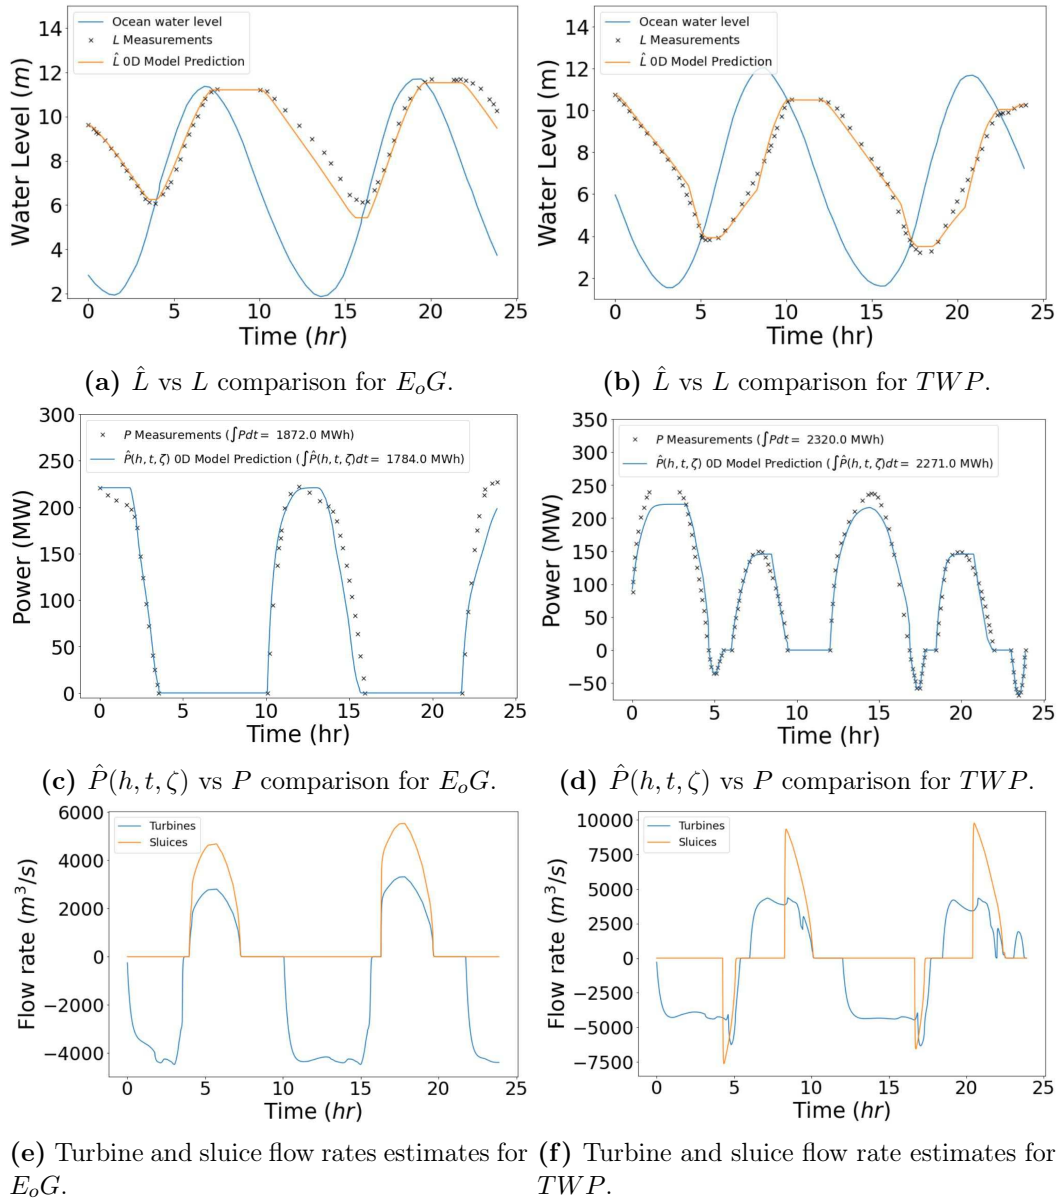 14
12
10
8
6
4
2
Water Level (m)
Ocean water level
L Measurements
L̂ 0D Model Prediction
0 5 10 15 20 25
Time (hr)
14
12
10
8
6
4
2
Water Level (m)
Ocean water level
L Measurements
L̂ 0D Model Prediction
0 5 10 15 20 25
Time (hr)
(a) L̂ vs L comparison for EₒG.
(b) L̂ vs L comparison for TWP.
300
250
200
150
100
50
0
Power (MW)
P Measurements (∫Pdt = 1872.0 MWh)
P̂(h, t, ζ) 0D Model Prediction (∫P̂(h, t, ζ)dt = 1784.0 MWh)
0 5 10 15 20 25
Time (hr)
350
300
250
200
150
100
50
0
−50
Power (MW)
P Measurements (∫Pdt = 2320.0 MWh)
P̂(h, t, ζ) 0D Model Prediction (∫P̂(h, t, ζ)dt = 2271.0 MWh)
0 5 10 15 20 25
Time (hr)
(c) P̂(h, t, ζ) vs P comparison for EₒG.
(d) P̂(h, t, ζ) vs P comparison for TWP.
6000
4000
2000
0
−2000
−4000
Flow rate (m³/s)
Turbines
Sluices
0 5 10 15 20 25
Time (hr)
10000
7500
5000
2500
0
−2500
−5000
−7500
Flow rate (m³/s)
Turbines
Sluices
0 5 10 15 20 25
Time (hr)
(e) Turbine and sluice flow rates estimates for
EₒG.
(f) Turbine and sluice flow rate estimates for
TWP.